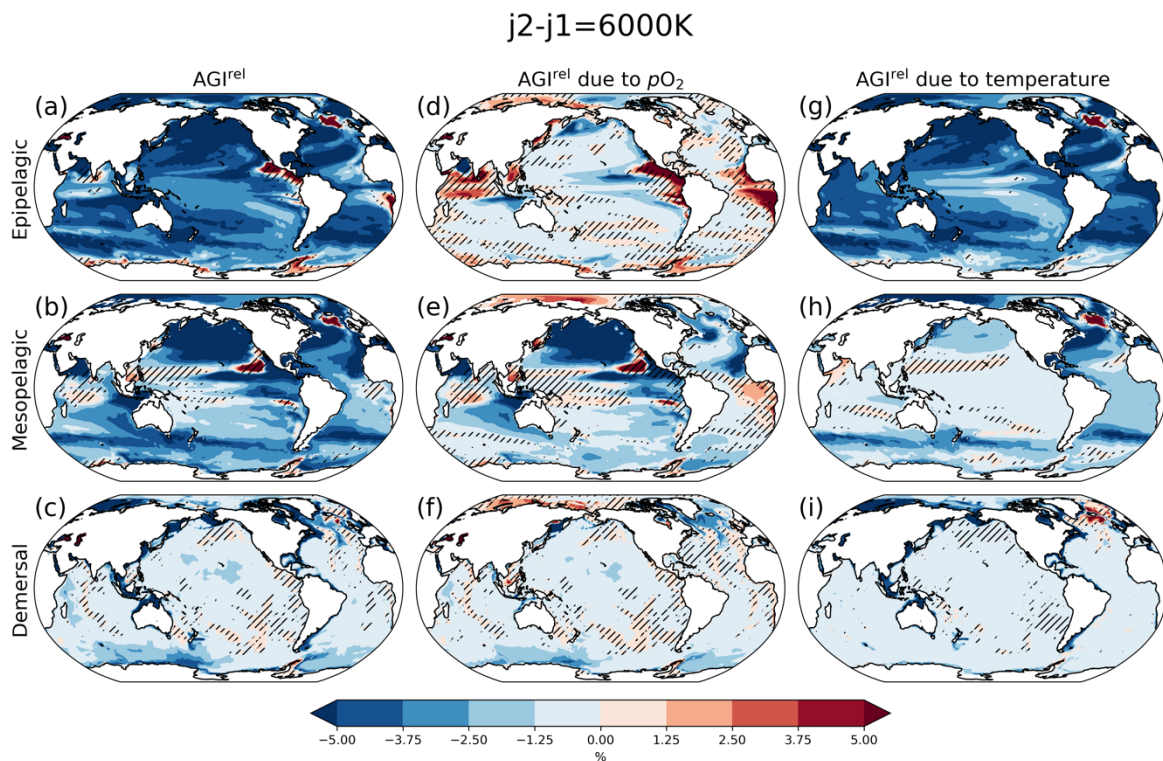 j2-j1=6000K
AGI^rel
AGI^rel due to pO₂
AGI^rel due to temperature
Epipelagic
(a)
(d)
(g)
Mesopelagic
(b)
(e)
(h)
Demersal
(c)
(f)
(i)
−5.00 −3.75 −2.50 −1.25 0.00 1.25 2.50 3.75 5.00
%